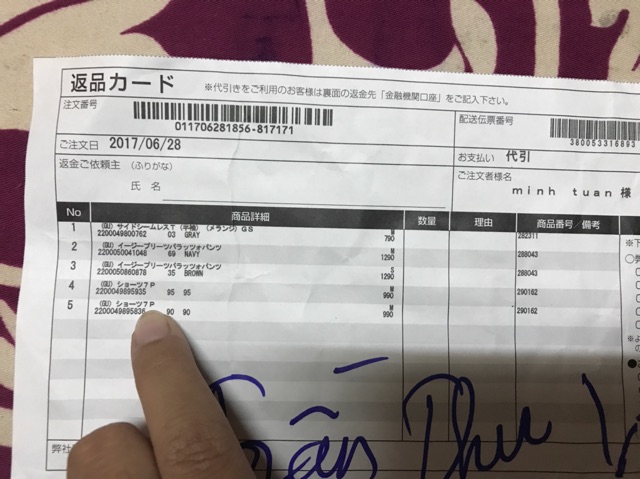 返品カード ※代引きをご利用のお客様は裏面の返金先「金融機関口座」をご記入下さい。
注文番号
011706281856-817171
配送伝票番号
380053316893
ご注文日 2017/06/28
お支払い 代引
返金ご依頼主 (ふりがな)
氏 名
ご注文者様名
minh tuan 様
No 商品詳細 数量 理由 商品番号/備考
1 (GU) サイドシームレスT (半袖) (メランジ) GS M
2200049800762 03 GRAY 790 282311
2 (GU) イージープリーツパラッツォパンツ M
2200050041048 69 NAVY 1290 288043
3 (GU) イージープリーツパラッツォパンツ S
2200050860878 35 BROWN 1290 288043
4 (GU) ショーツ7P M
2200049895935 95 95 990 290162
5 (GU) ショーツ7P M
2200049895836 90 90 990 290162
Trần Thu
弊社